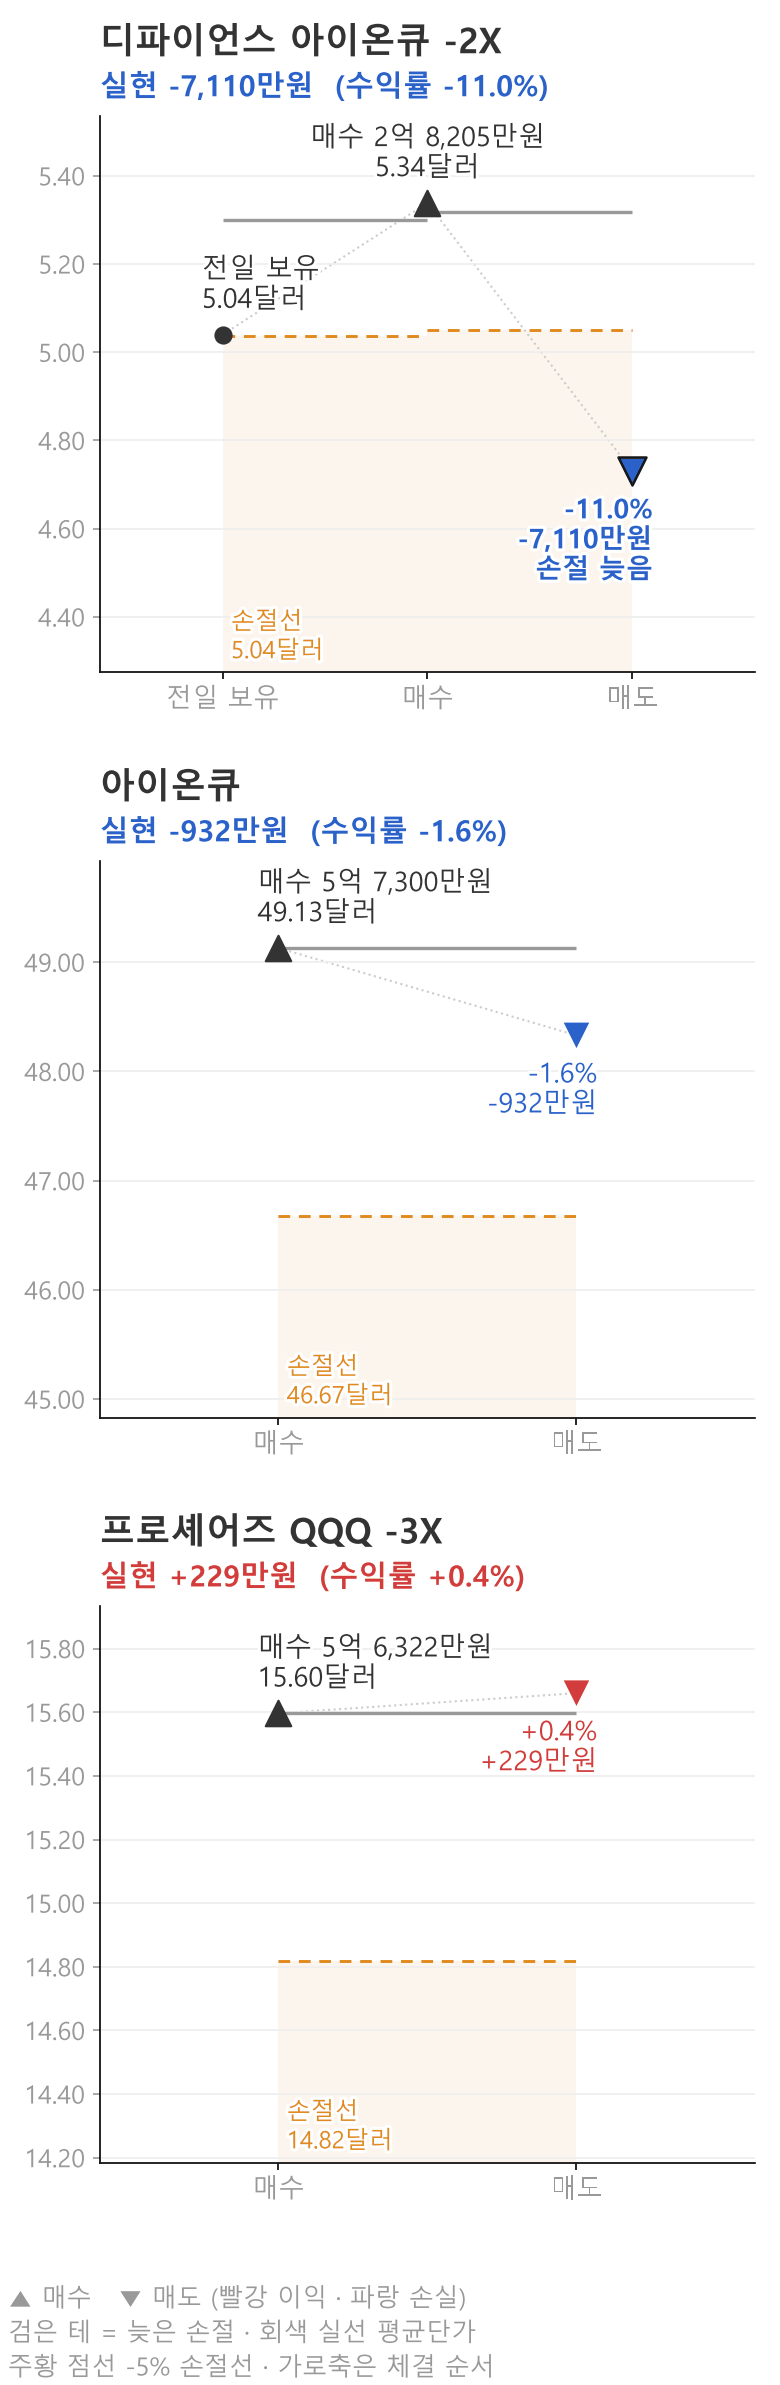 디파이언스 아이온큐 -2X
실현 -7,110만원 (수익률 -11.0%)
매수 2억 8,205만원
5.34달러
5.40
5.20
전일 보유
5.04달러
5.00
4.80
-11.0%
-7,110만원
손절 늦음
4.60
4.40
손절선
5.04달러
전일 보유
매수
매도
아이온큐
실현 -932만원 (수익률 -1.6%)
매수 5억 7,300만원
49.13달러
49.00
48.00
-1.6%
-932만원
47.00
46.00
손절선
46.67달러
45.00
매수
매도
프로셰어즈 QQQ -3X
실현 +229만원 (수익률 +0.4%)
매수 5억 6,322만원
15.60달러
15.80
15.60
+0.4%
+229만원
15.40
15.20
15.00
14.80
14.60
14.40
손절선
14.82달러
14.20
매수
매도
▲ 매수 ▼ 매도 (빨강 이익 · 파랑 손실)
검은 테 = 늦은 손절 · 회색 실선 평균단가
주황 점선 -5% 손절선 · 가로축은 체결 순서